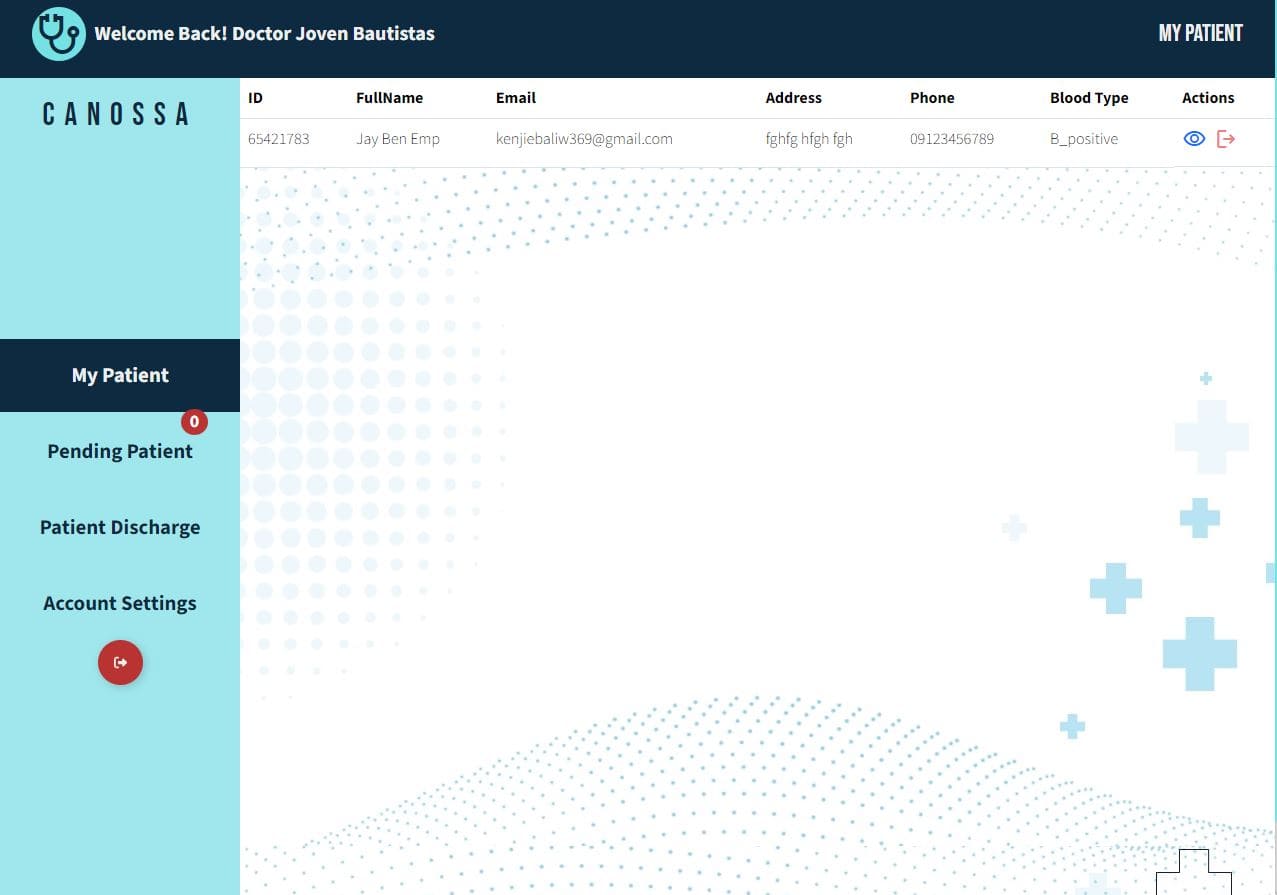 Welcome Back! Doctor Joven Bautistas
MY PATIENT
CANOSSA
ID FullName Email Address Phone Blood Type Actions
65421783 Jay Ben Emp kenjiebaliw369@gmail.com fghfg hfgh fgh 09123456789 B_positive
My Patient
0
Pending Patient
Patient Discharge
Account Settings